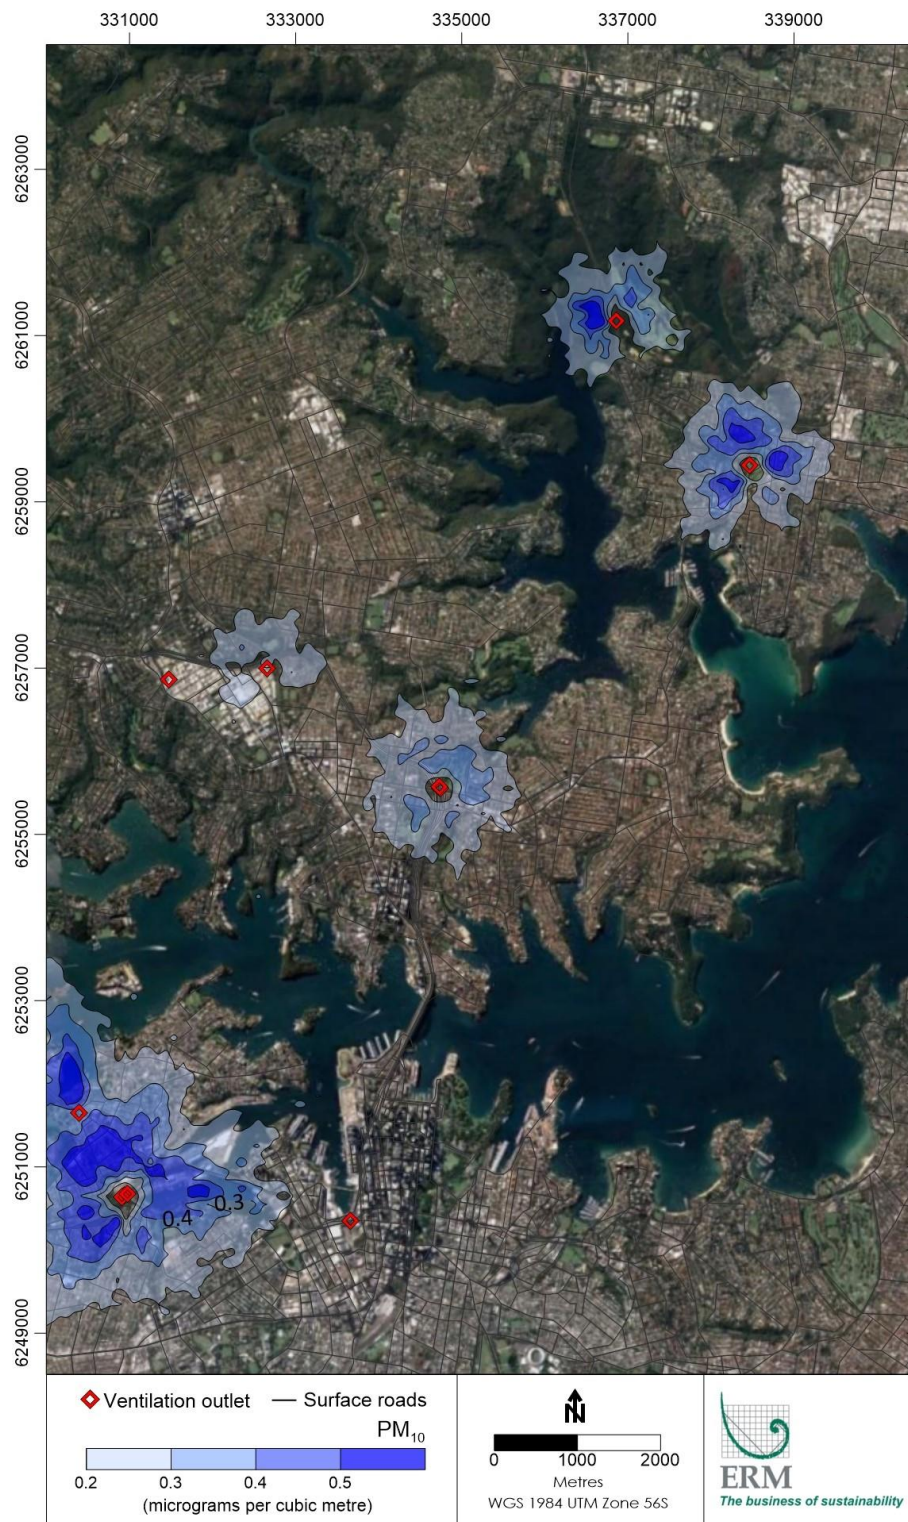 331000 333000 335000 337000 339000
6263000
6261000
6259000
6257000
6255000
6253000
6251000
6249000
0.3
0.4
Ventilation outlet
Surface roads
PM10
0.2 0.3 0.4 0.5
(micrograms per cubic metre)
N
0 1000 2000
Metres
WGS 1984 UTM Zone 56S
ERM
The business of sustainability